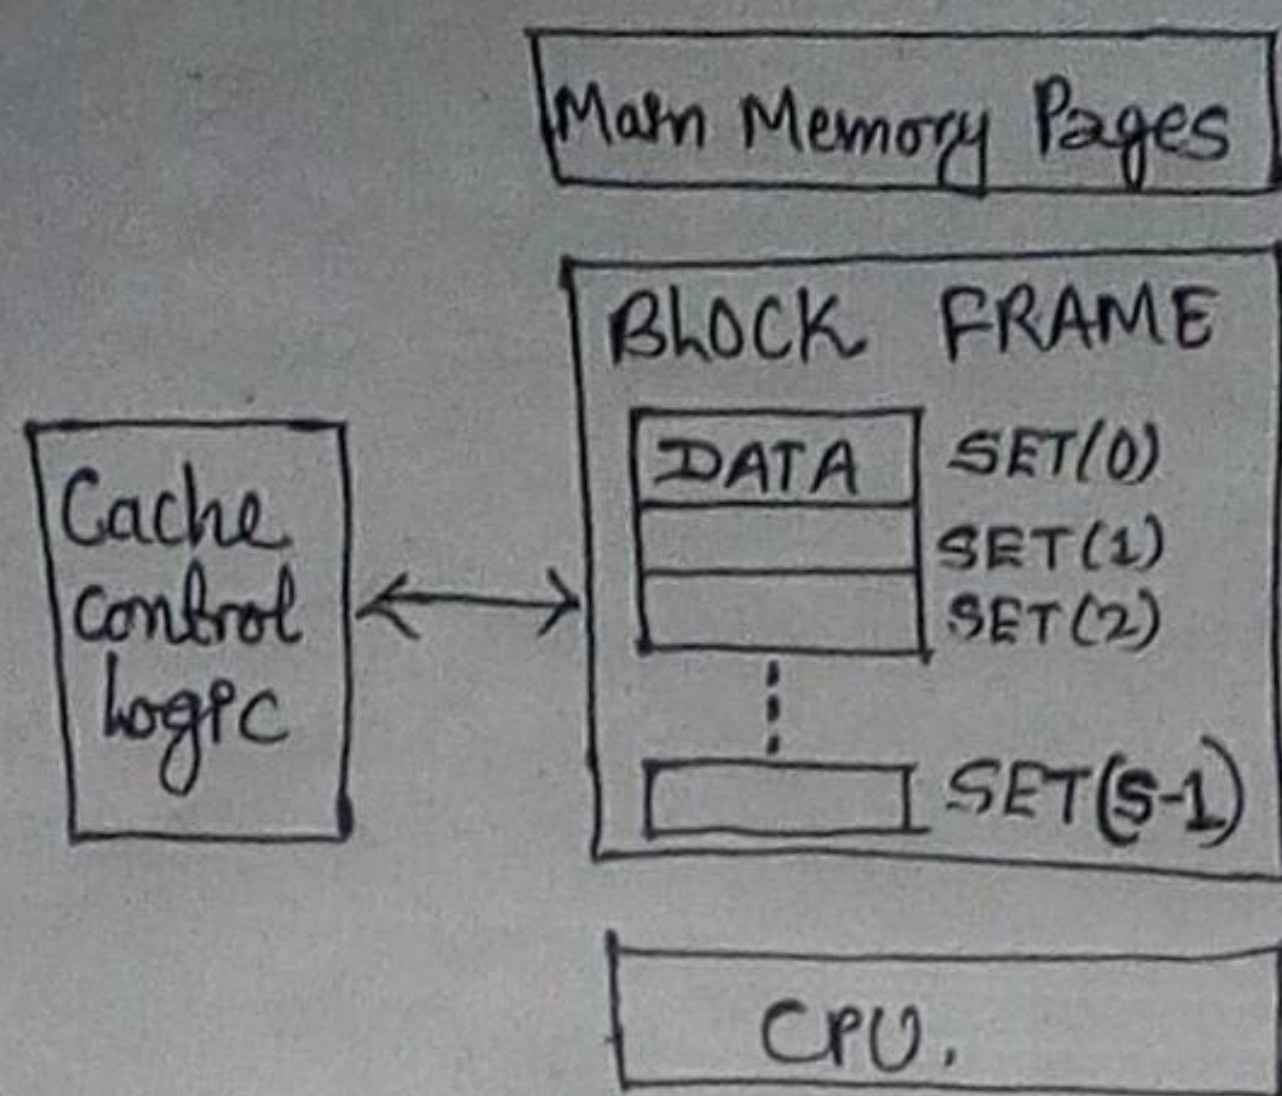 Main Memory Pages
BLOCK FRAME
DATA SET(0)
SET(1)
SET(2)
SET(S-1)
Cache
control
Logic
CPU.